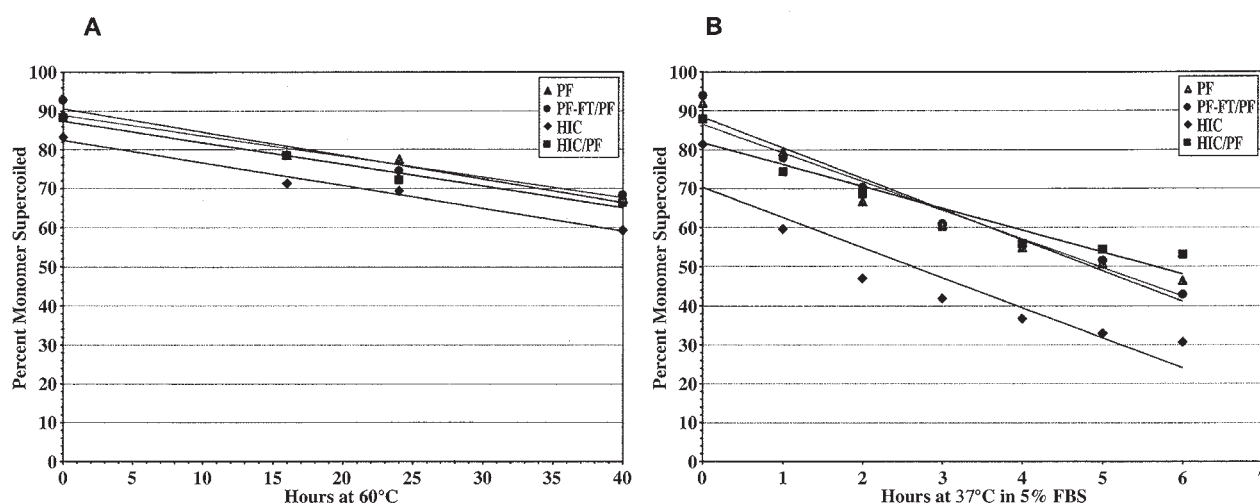 A
Percent Monomer Supercoiled
100
90
80
70
60
50
40
30
20
10
0
PF
PF-FT/PF
HIC
HIC/PF
0 5 10 15 20 25 30 35 40
Hours at 60°C
B
Percent Monomer Supercoiled
100
90
80
70
60
50
40
30
20
10
0
PF
PF-FT/PF
HIC
HIC/PF
0 1 2 3 4 5 6
Hours at 37°C in 5% FBS